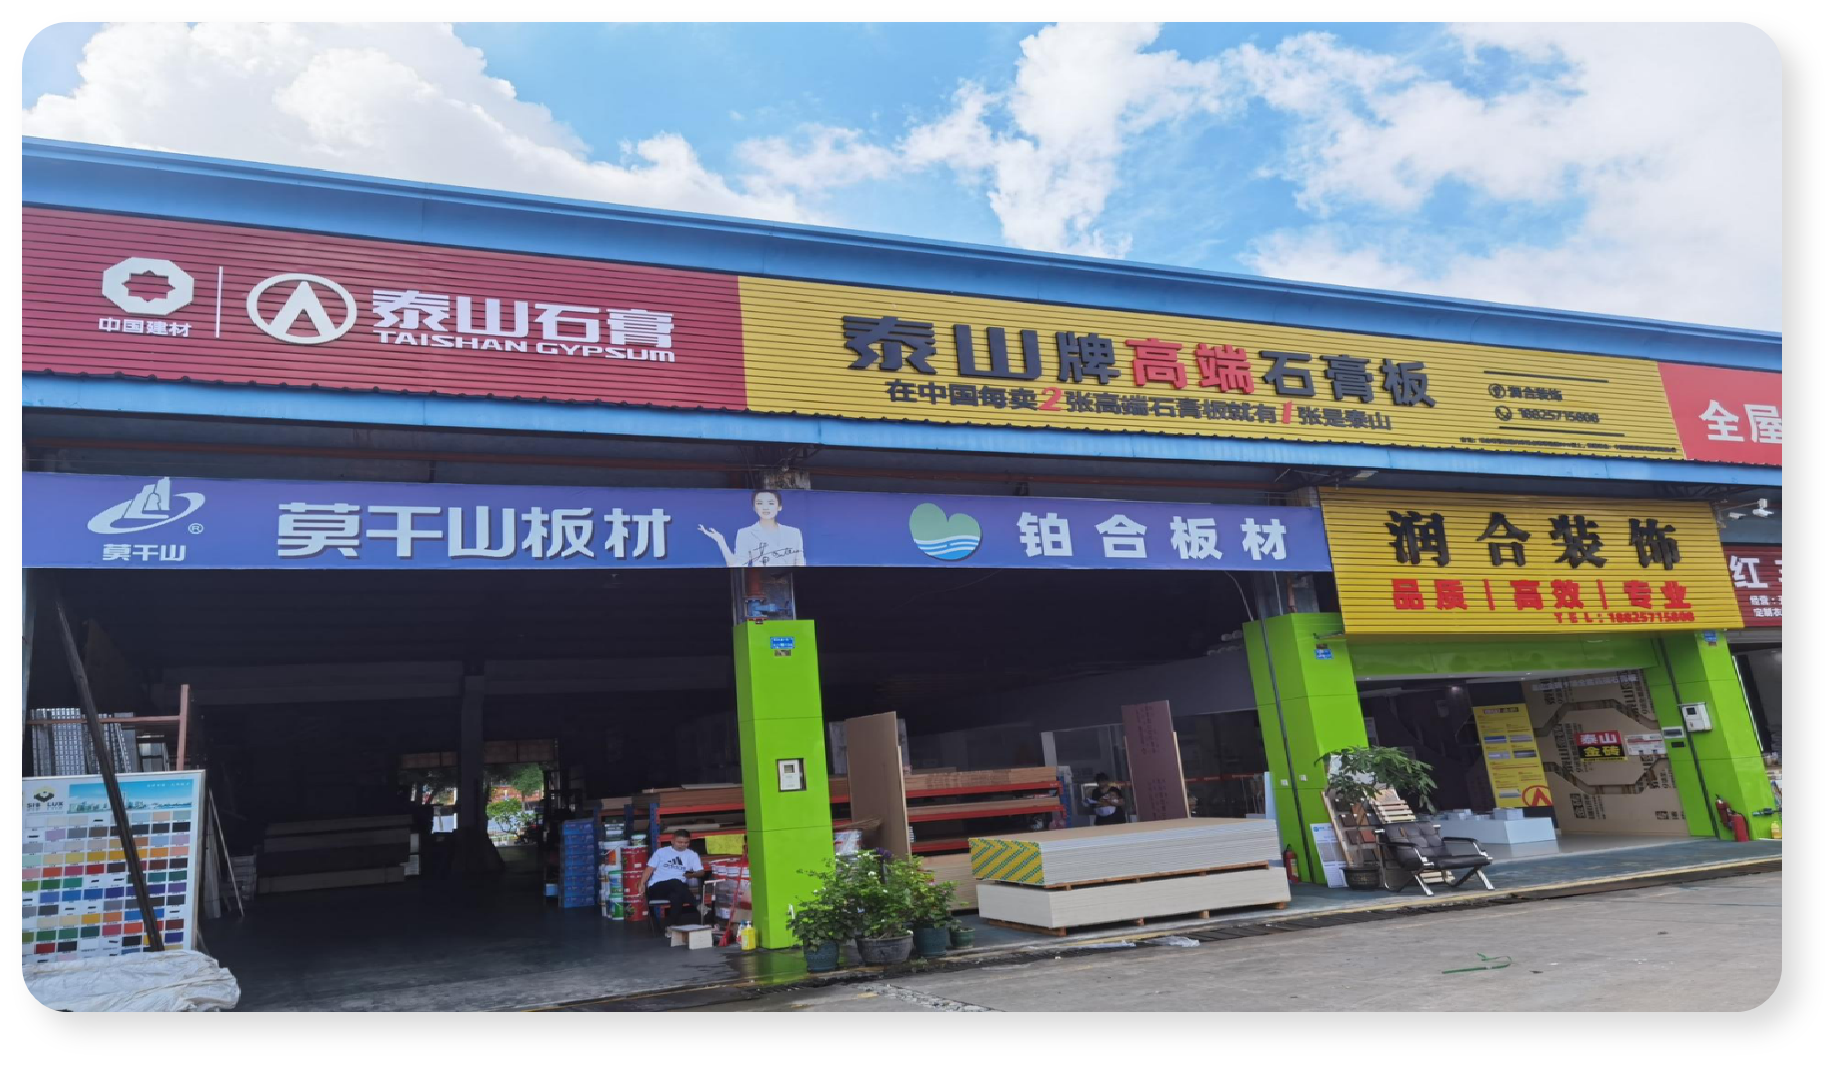 中国建材
泰山石膏
TAISHAN GYPSUM
泰山牌高端石膏板
在中国每卖2张高端石膏板就有1张是泰山
润合装饰
18825715808
全屋
莫干山
®
莫干山板材
铂合板材
润合装饰
品质|高效|专业
TEL:18825715808
红
泰山
金砖